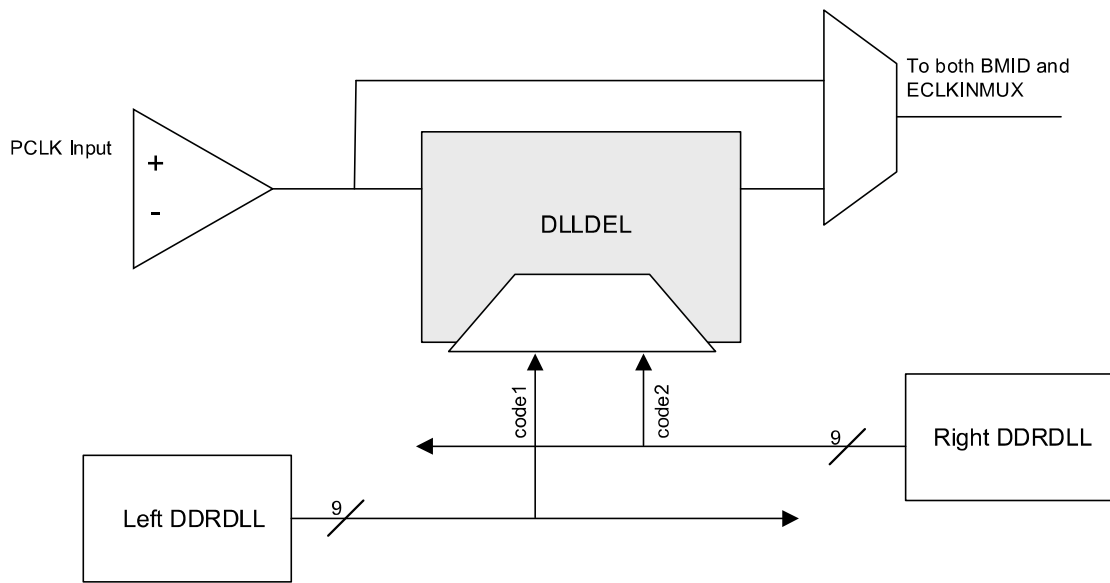 To both BMID and
ECLKINMUX
PCLK Input
+
-
DLLDEL
code1
code2
9
Right DDRDLL
9
Left DDRDLL